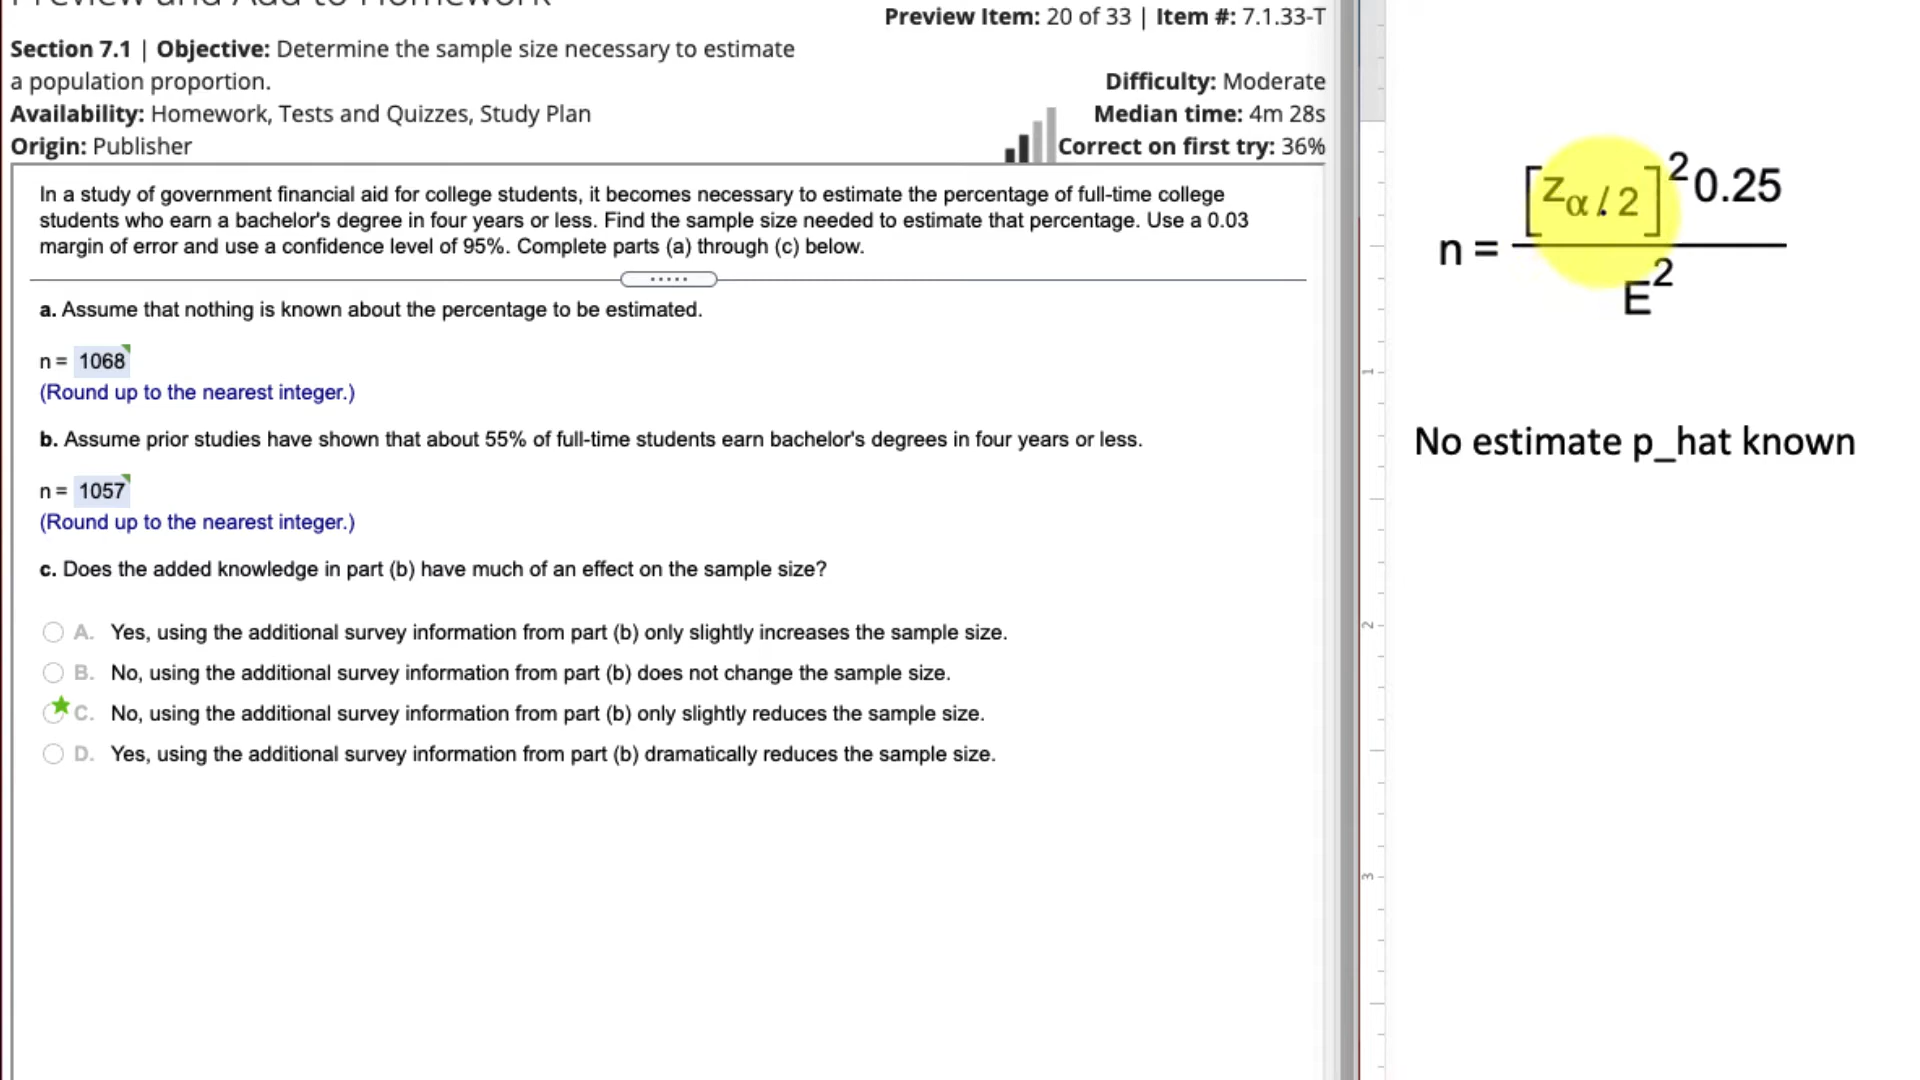 Preview and Add to Homework
Preview Item: 20 of 33 | Item #: 7.1.33-T
Section 7.1 | Objective: Determine the sample size necessary to estimate
a population proportion.
Difficulty: Moderate
Availability: Homework, Tests and Quizzes, Study Plan
Median time: 4m 28s
Origin: Publisher
Correct on first try: 36%
In a study of government financial aid for college students, it becomes necessary to estimate the percentage of full-time college
students who earn a bachelor's degree in four years or less. Find the sample size needed to estimate that percentage. Use a 0.03
margin of error and use a confidence level of 95%. Complete parts (a) through (c) below.
a. Assume that nothing is known about the percentage to be estimated.
n = 1068
(Round up to the nearest integer.)
b. Assume prior studies have shown that about 55% of full-time students earn bachelor's degrees in four years or less.
n = 1057
(Round up to the nearest integer.)
c. Does the added knowledge in part (b) have much of an effect on the sample size?
A. Yes, using the additional survey information from part (b) only slightly increases the sample size.
B. No, using the additional survey information from part (b) does not change the sample size.
C. No, using the additional survey information from part (b) only slightly reduces the sample size.
D. Yes, using the additional survey information from part (b) dramatically reduces the sample size.
1
2
3
[zα/2]² 0.25
n =
E²
No estimate p_hat known